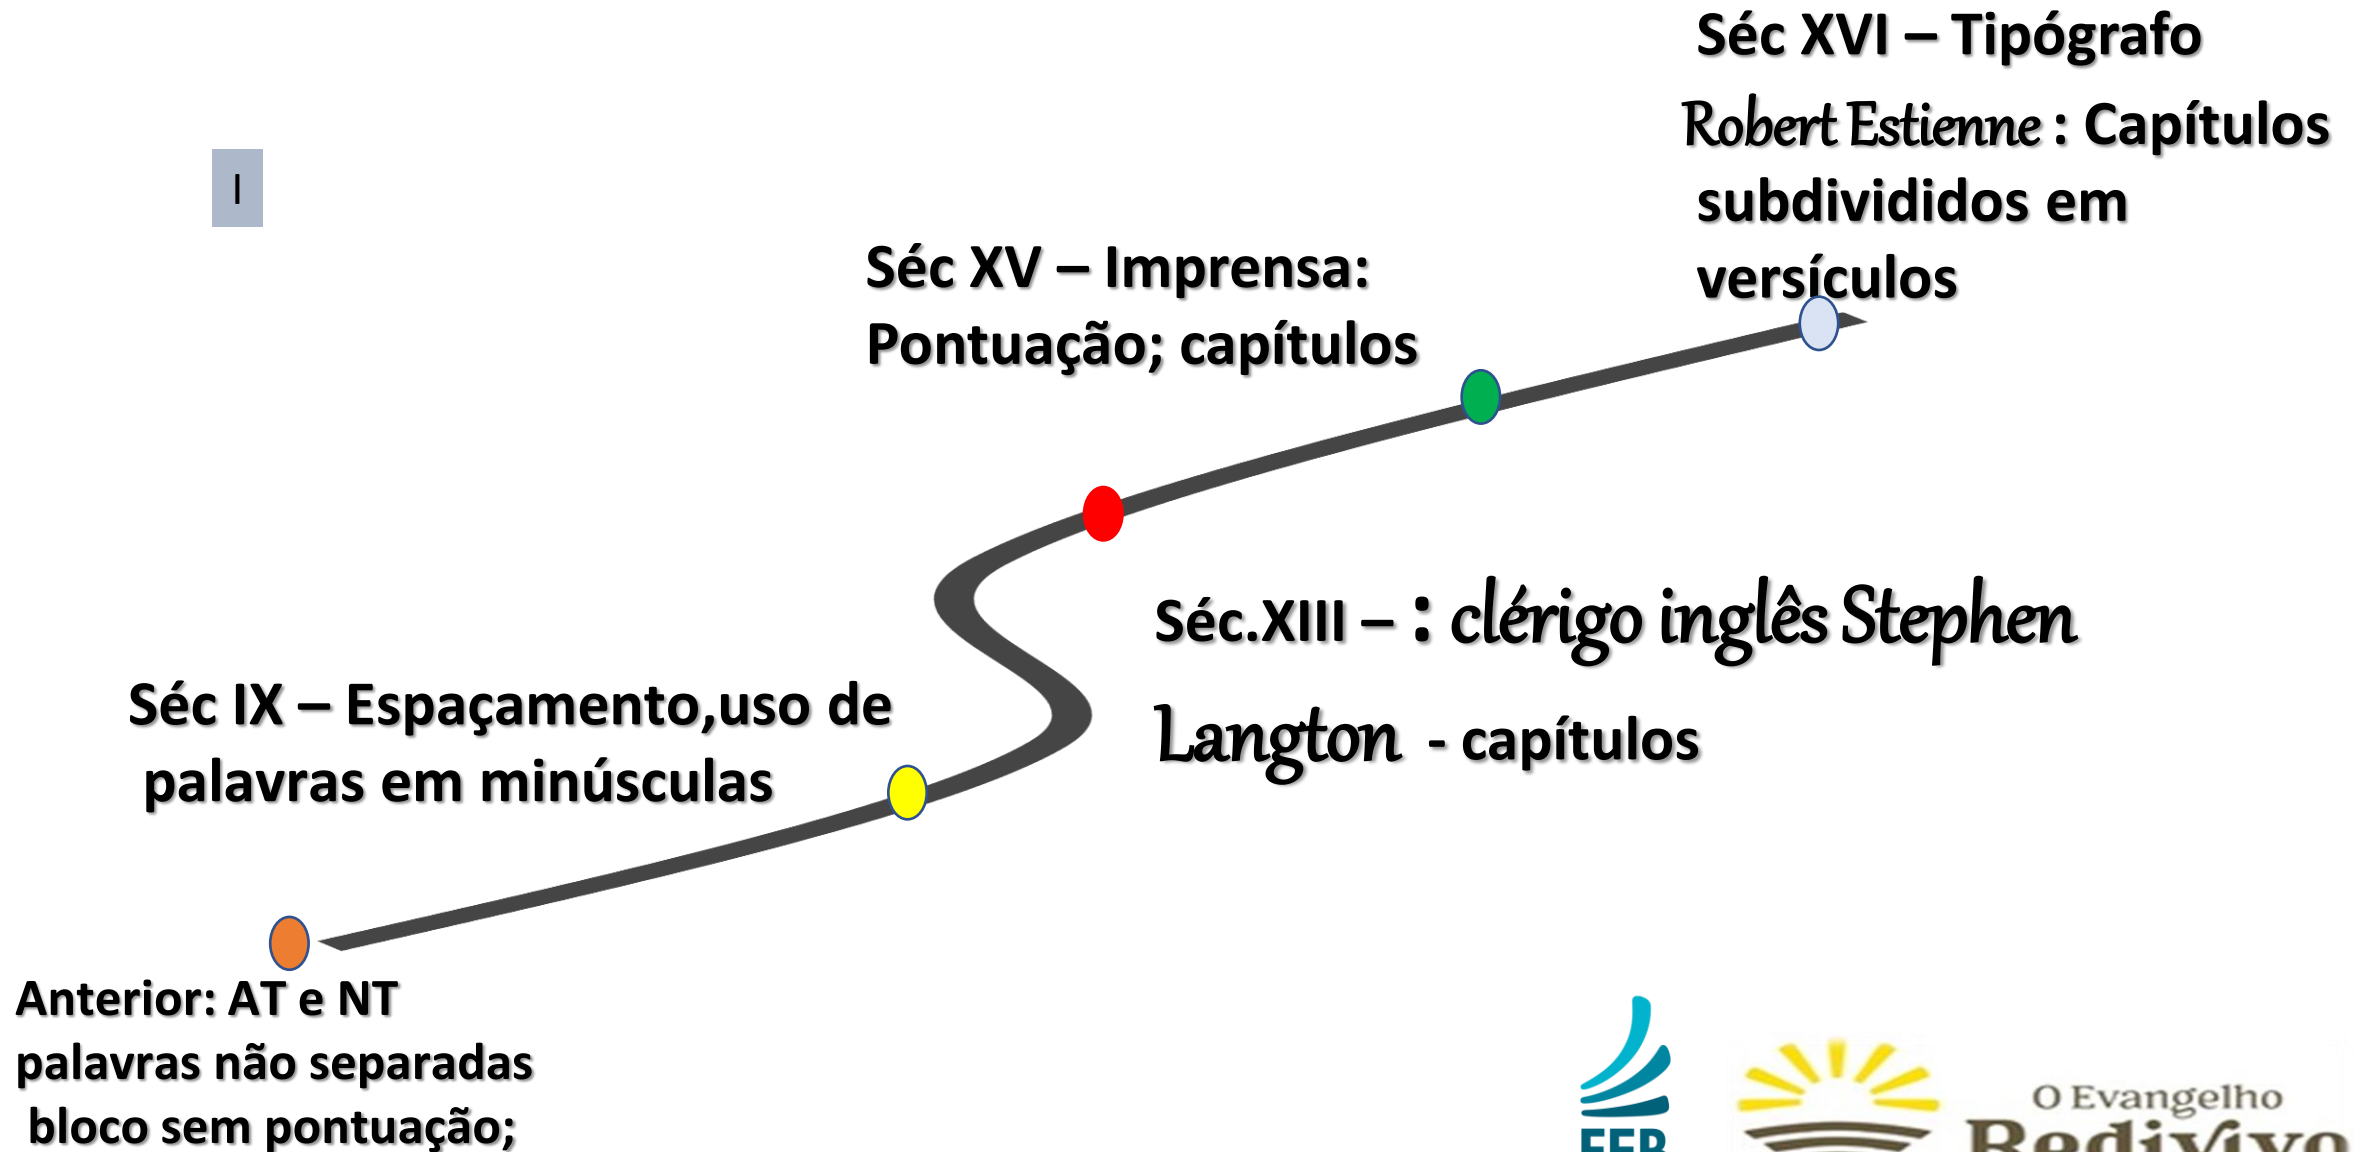 Séc XVI – Tipógrafo
Robert Estienne : Capítulos
subdivididos em
versículos
I
Séc XV – Imprensa:
Pontuação; capítulos
Séc.XIII – : clérigo inglês Stephen
Langton - capítulos
Séc IX – Espaçamento,uso de
palavras em minúsculas
Anterior: AT e NT
palavras não separadas
bloco sem pontuação;
FEB
O Evangelho
Redivivo